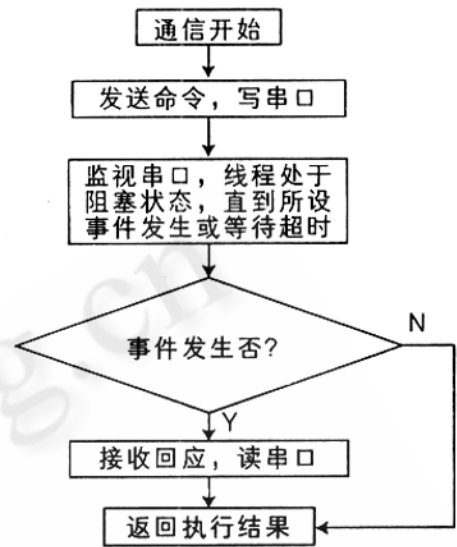 通信开始
发送命令，写串口
监视串口，线程处于
阻塞状态，直到所设
事件发生或等待超时
事件发生否?
N
Y
接收回应，读串口
返回执行结果
g.cn